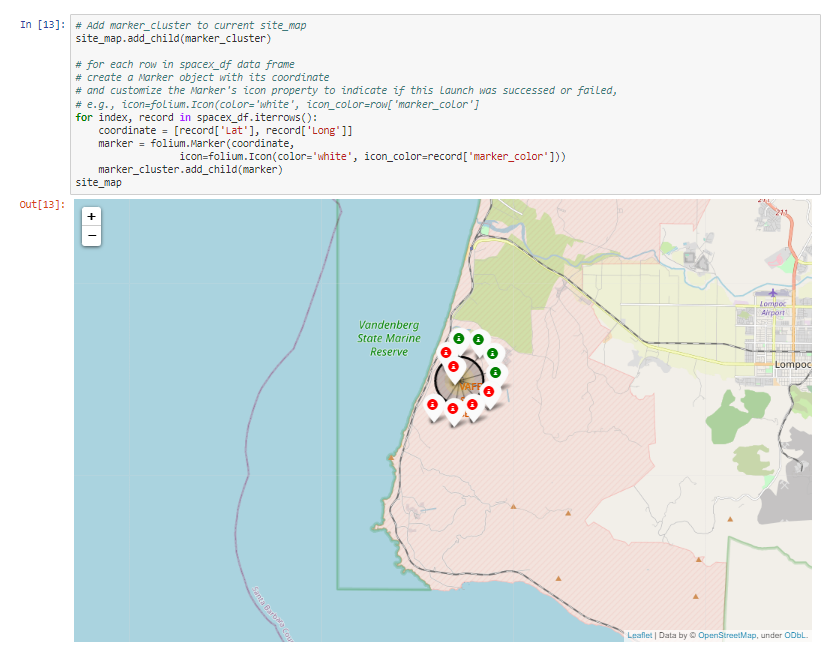 In [13]:
# Add marker_cluster to current site_map
site_map.add_child(marker_cluster)
# for each row in spacex_df data frame
# create a Marker object with its coordinate
# and customize the Marker's icon property to indicate if this launch was successed or failed,
# e.g., icon=folium.Icon(color='white', icon_color=row['marker_color']
for index, record in spacex_df.iterrows():
    coordinate = [record['Lat'], record['Long']]
    marker = folium.Marker(coordinate,
                icon=folium.Icon(color='white', icon_color=record['marker_color']))
    marker_cluster.add_child(marker)
site_map
Out[13]:
+
−
211
211
Lompoc
Airport
Vandenberg
State Marine
Reserve
Lompoc
Leaflet | Data by © OpenStreetMap, under ODbL.